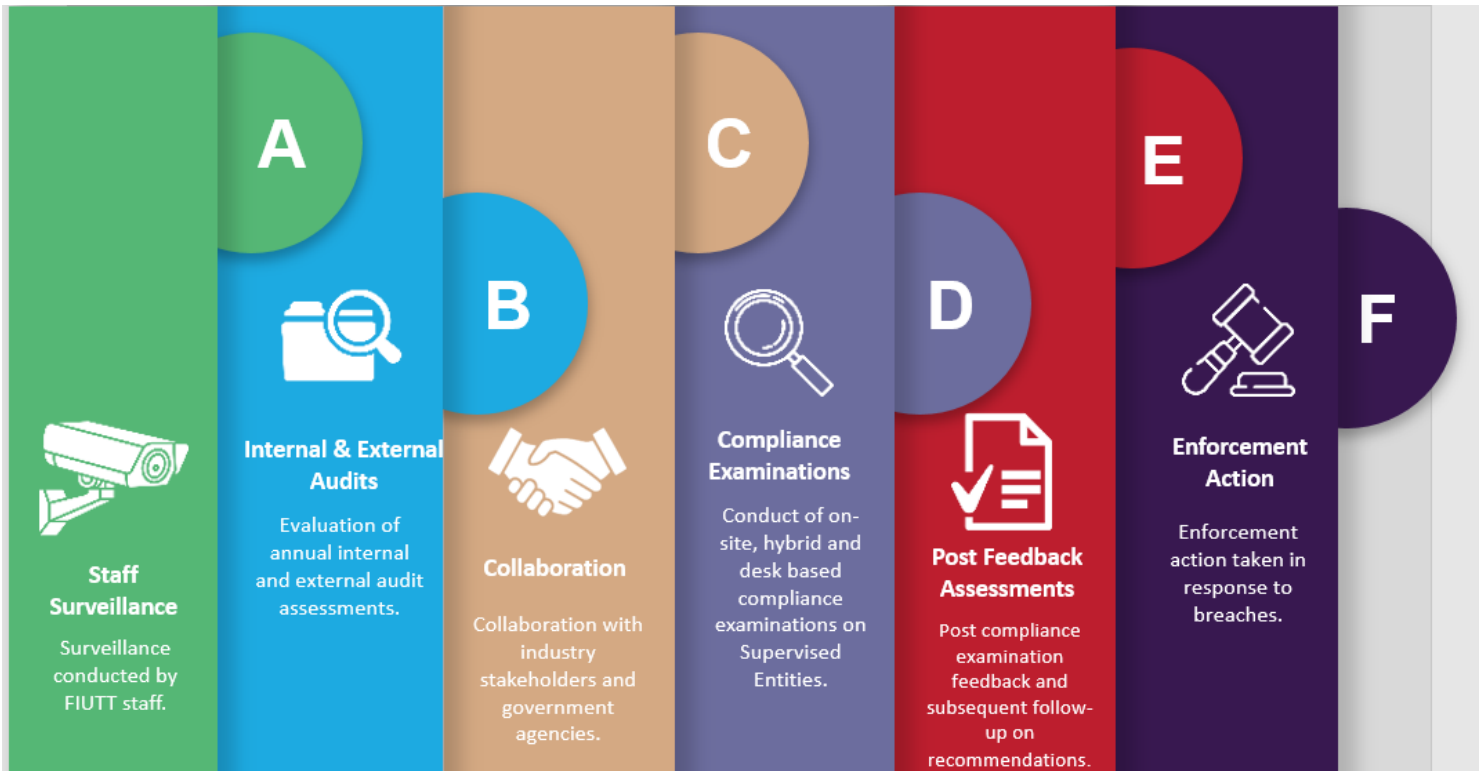 A
Staff
Surveillance
Surveillance
conducted by
FIUTT staff.
B
Internal & External
Audits
Evaluation of
annual internal
and external audit
assessments.
C
Collaboration
Collaboration with
industry
stakeholders and
government
agencies.
D
Compliance
Examinations
Conduct of on-
site, hybrid and
desk based
compliance
examinations on
Supervised
Entities.
E
Post Feedback
Assessments
Post compliance
examination
feedback and
subsequent follow-
up on
recommendations.
F
Enforcement
Action
Enforcement
action taken in
response to
breaches.